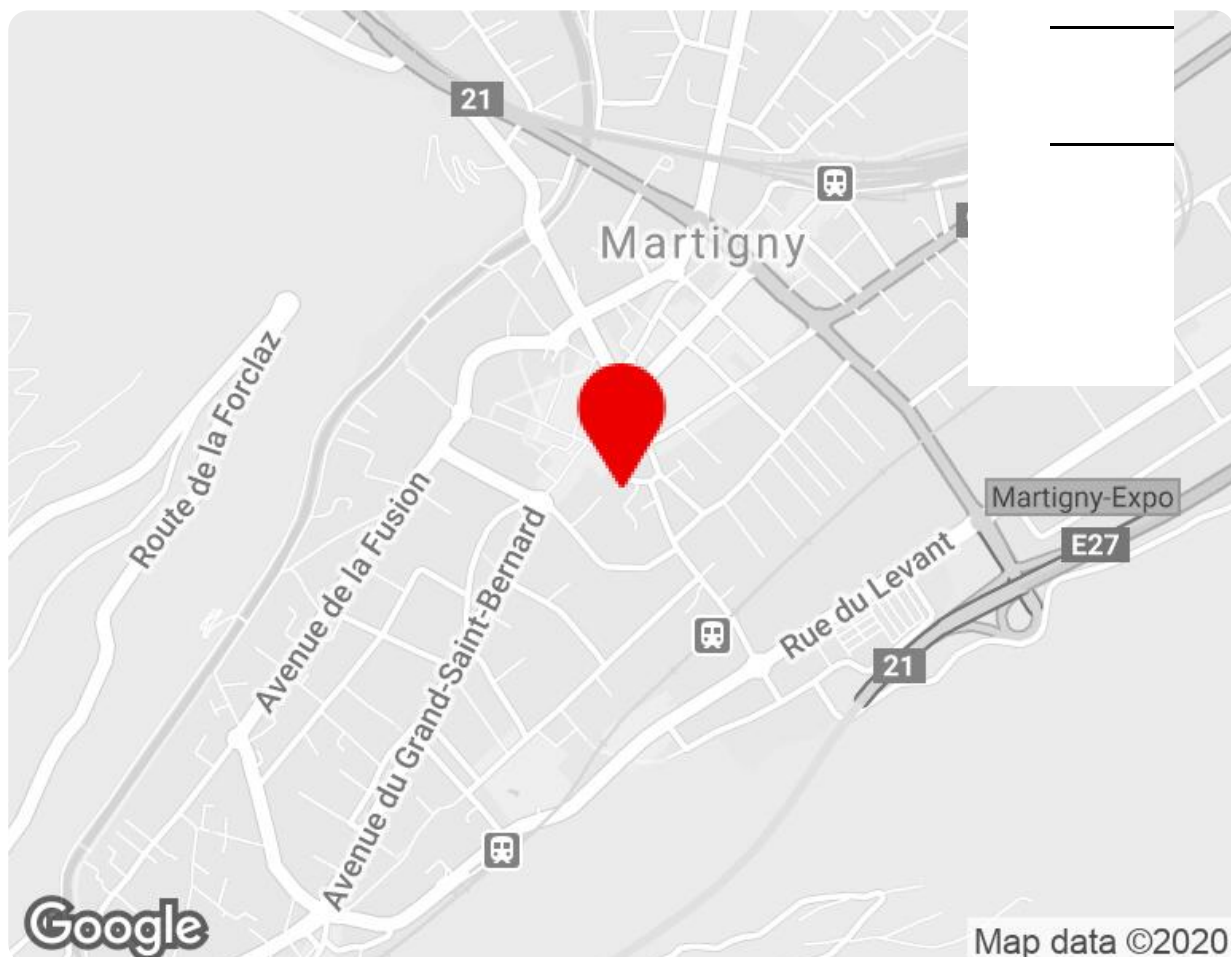 21
Martigny
Route de la Forclaz
Avenue de la Fusion
Avenue du Grand-Saint-Bernard
Martigny-Expo
E27
Rue du Levant
21
Google
Map data ©2020